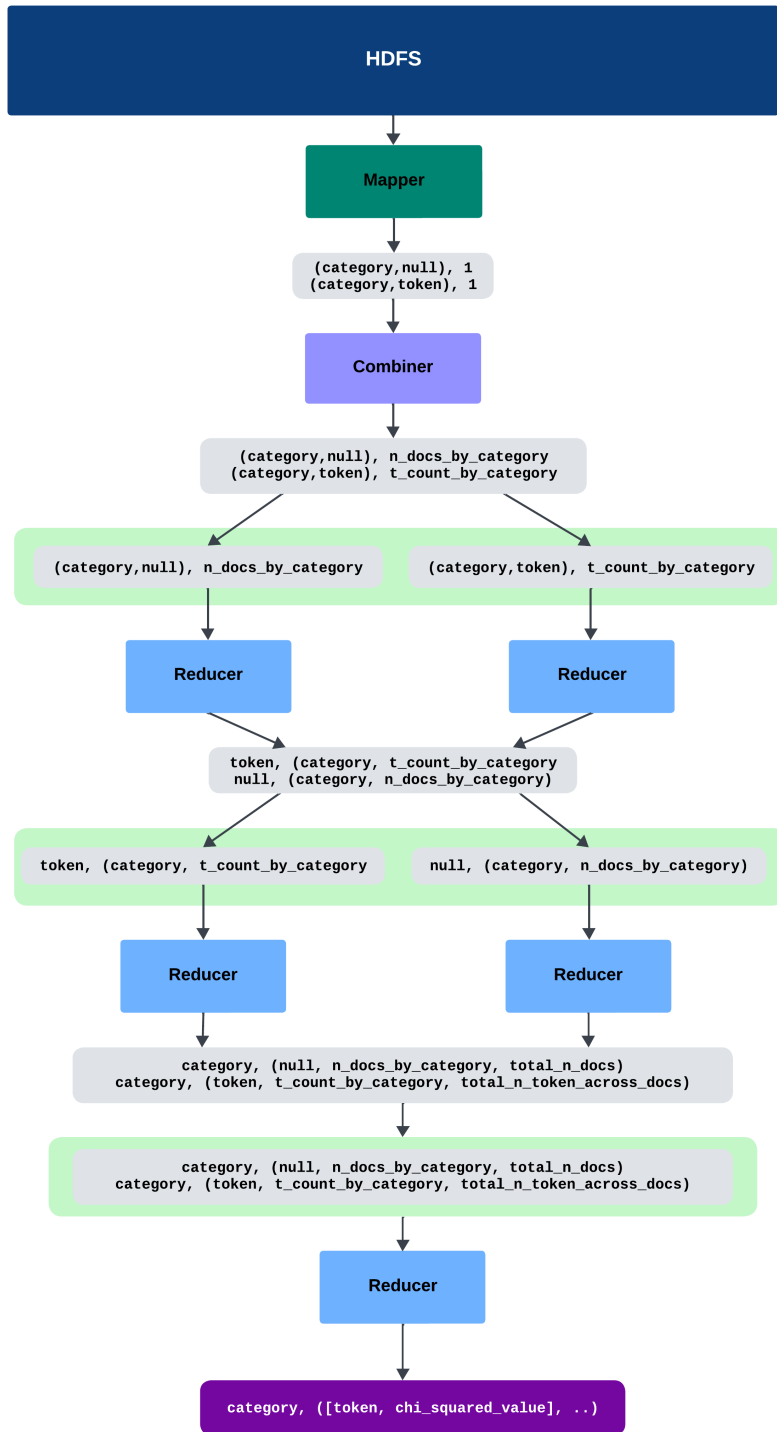 HDFS
Mapper
(category,null), 1
(category,token), 1
Combiner
(category,null), n_docs_by_category
(category,token), t_count_by_category
(category,null), n_docs_by_category
(category,token), t_count_by_category
Reducer
Reducer
token, (category, t_count_by_category
null, (category, n_docs_by_category)
token, (category, t_count_by_category
null, (category, n_docs_by_category)
Reducer
Reducer
category, (null, n_docs_by_category, total_n_docs)
category, (token, t_count_by_category, total_n_token_across_docs)
category, (null, n_docs_by_category, total_n_docs)
category, (token, t_count_by_category, total_n_token_across_docs)
Reducer
category, ([token, chi_squared_value], ..)